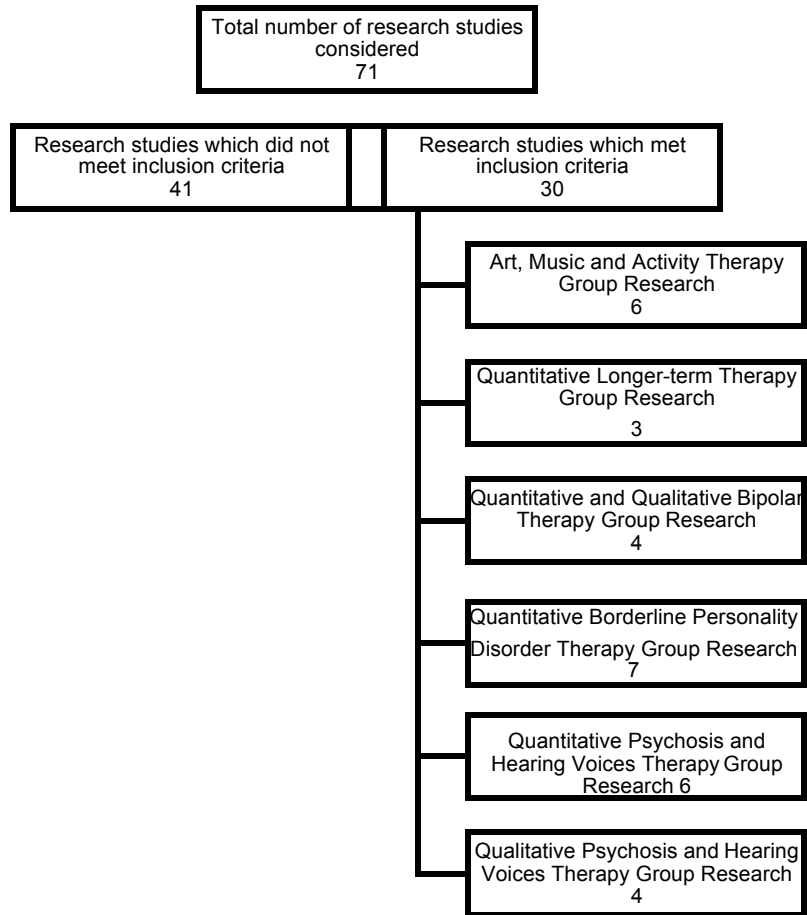 Total number of research studies
considered
71
Research studies which did not
meet inclusion criteria
41
Research studies which met
inclusion criteria
30
Art, Music and Activity Therapy
Group Research
6
Quantitative Longer-term Therapy
Group Research
3
Quantitative and Qualitative Bipolar
Therapy Group Research
4
Quantitative Borderline Personality
Disorder Therapy Group Research
7
Quantitative Psychosis and
Hearing Voices Therapy Group
Research 6
Qualitative Psychosis and Hearing
Voices Therapy Group Research
4